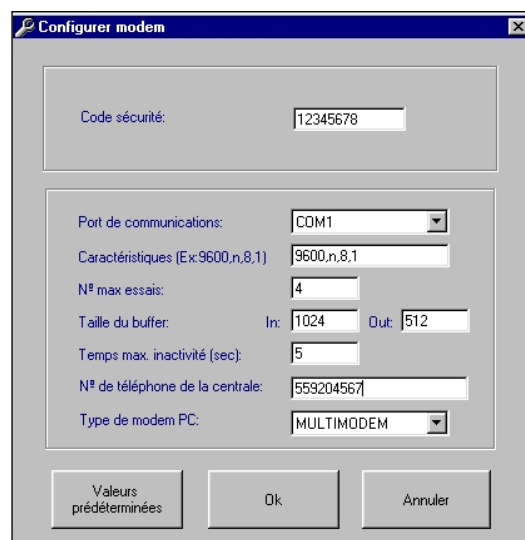 Configurer modem
Code sécurité: 12345678
Port de communications: COM1
Caractéristiques (Ex:9600,n,8,1) 9600,n,8,1
Nª max essais: 4
Taille du buffer: In: 1024 Out: 512
Temps max. inactivité (sec): 5
Nª de téléphone de la centrale: 559204567
Type de modem PC: MULTIMODEM
Valeurs
prédéterminées
Ok
Annuler